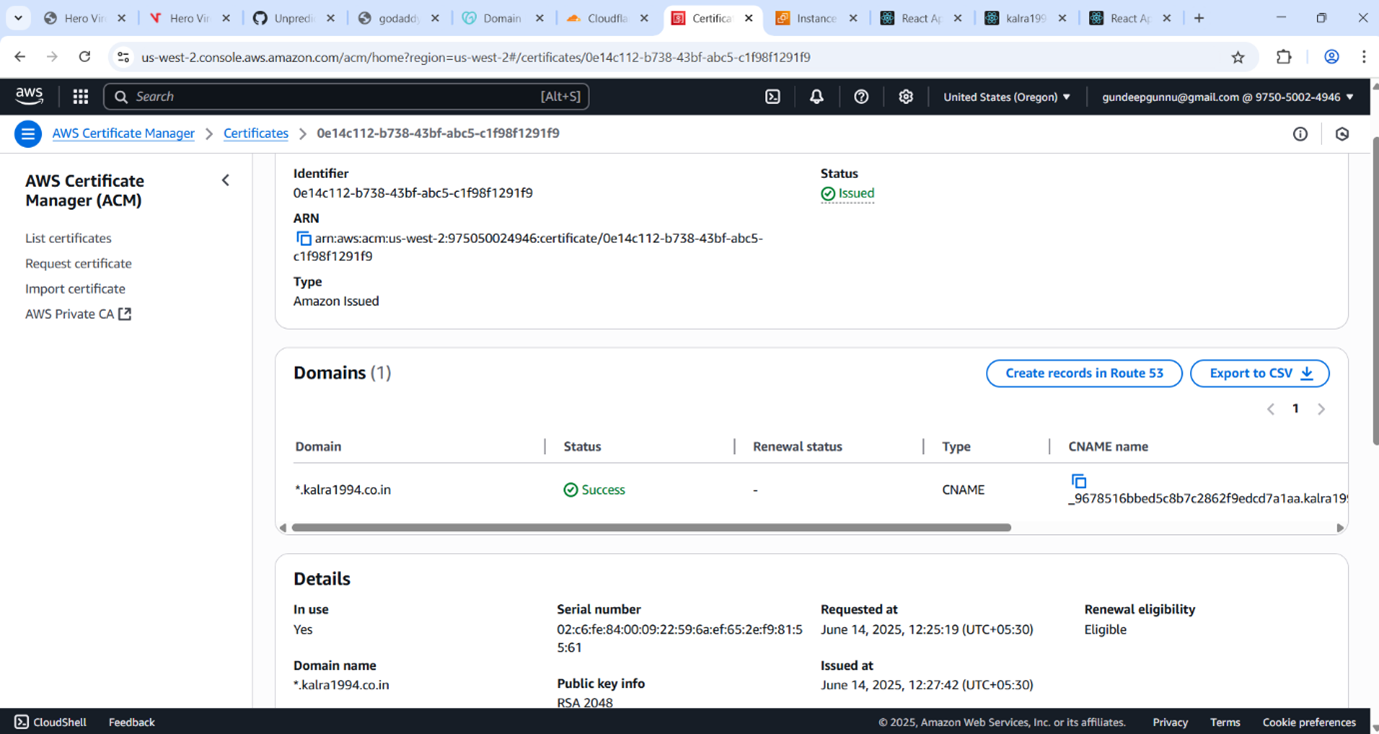 Hero Vir
Hero Vir
Unpredi
godadd
Domain
Cloudfla
Certifica
Instance
React Ap
kalra199
React Ap
us-west-2.console.aws.amazon.com/acm/home?region=us-west-2#/certificates/0e14c112-b738-43bf-abc5-c1f98f1291f9
aws
Search
[Alt+S]
United States (Oregon)
gundeepgunnu@gmail.com @ 9750-5002-4946
AWS Certificate Manager > Certificates > 0e14c112-b738-43bf-abc5-c1f98f1291f9
AWS Certificate
Manager (ACM)
List certificates
Request certificate
Import certificate
AWS Private CA
Identifier
0e14c112-b738-43bf-abc5-c1f98f1291f9
ARN
arn:aws:acm:us-west-2:975050024946:certificate/0e14c112-b738-43bf-abc5-
c1f98f1291f9
Type
Amazon Issued
Status
Issued
Domains (1)
Create records in Route 53
Export to CSV
1
Domain
Status
Renewal status
Type
CNAME name
*.kalra1994.co.in
Success
-
CNAME
_9678516bbed5c8b7c2862f9edcd7a1aa.kalra199
Details
In use
Yes
Domain name
*.kalra1994.co.in
Serial number
02:c6:fe:84:00:09:22:59:6a:ef:65:2e:f9:81:5
5:61
Public key info
RSA 2048
Requested at
June 14, 2025, 12:25:19 (UTC+05:30)
Issued at
June 14, 2025, 12:27:42 (UTC+05:30)
Renewal eligibility
Eligible
CloudShell
Feedback
© 2025, Amazon Web Services, Inc. or its affiliates.
Privacy
Terms
Cookie preferences